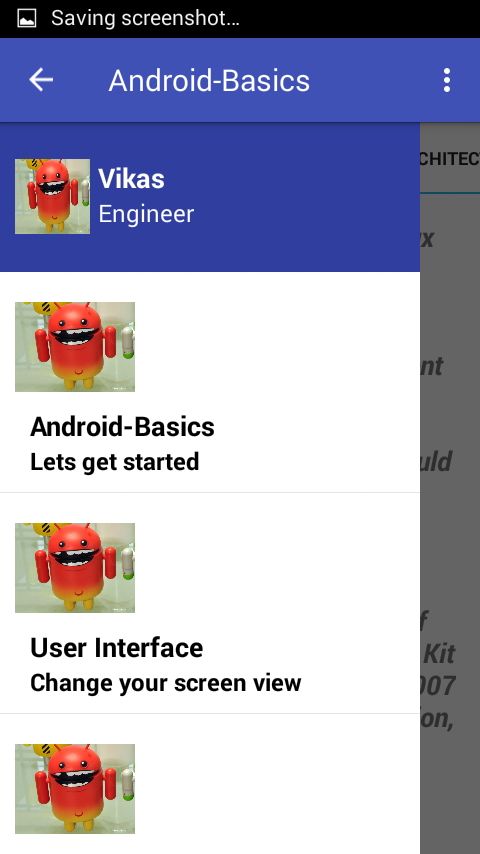 Saving screenshot...
Android-Basics
Vikas
Engineer
Android-Basics
Lets get started
User Interface
Change your screen view
CHITEC
nt
uld
f
Kit
007
on,